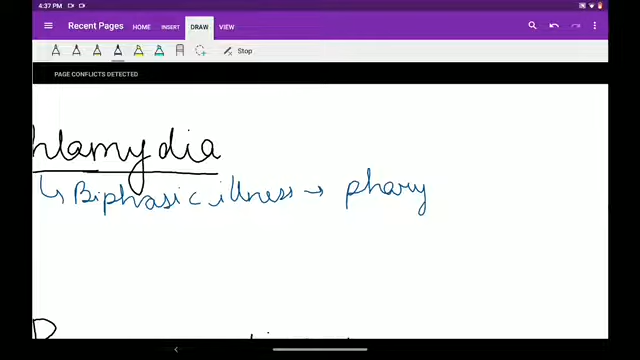 4:37 PM
Recent Pages HOME INSERT DRAW VIEW
Stop
PAGE CONFLICTS DETECTED
hlamydia
↳ Biphasic illness → phary